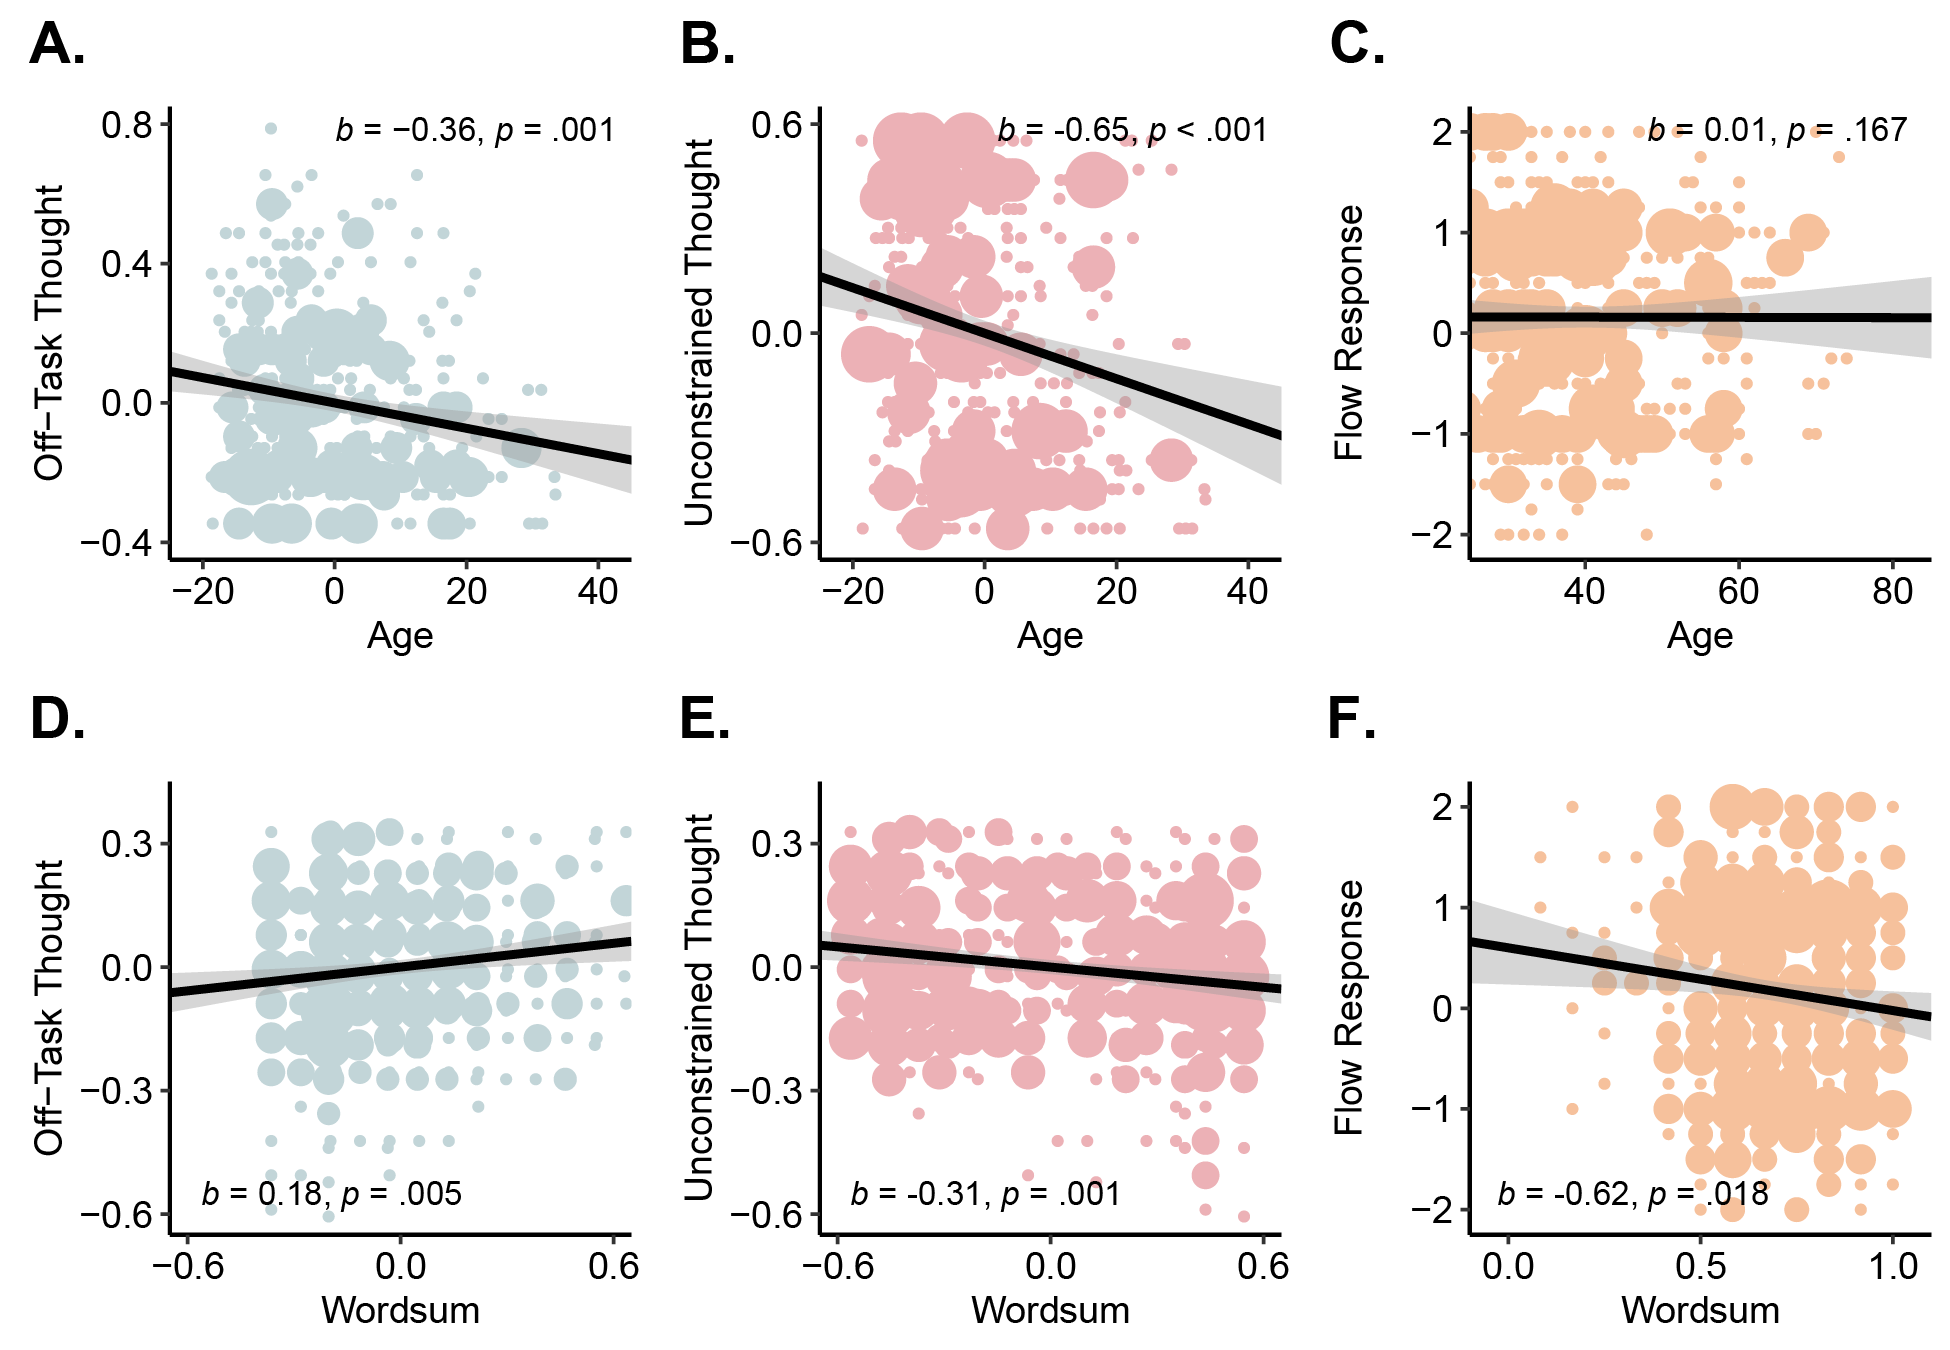 A.
B.
C.
Off−Task Thought
0.8
0.4
0.0
−0.4
b = −0.36, p = .001
−20 0 20 40
Age
Unconstrained Thought
0.6
0.0
−0.6
b = -0.65, p < .001
−20 0 20 40
Age
Flow Response
2
1
0
−1
−2
b = 0.01, p = .167
40 60 80
Age
D.
E.
F.
Off−Task Thought
0.3
0.0
−0.3
−0.6
b = 0.18, p = .005
−0.6 0.0 0.6
Wordsum
Unconstrained Thought
0.3
0.0
−0.3
−0.6
b = -0.31, p = .001
−0.6 0.0 0.6
Wordsum
Flow Response
2
1
0
−1
−2
b = -0.62, p = .018
0.0 0.5 1.0
Wordsum